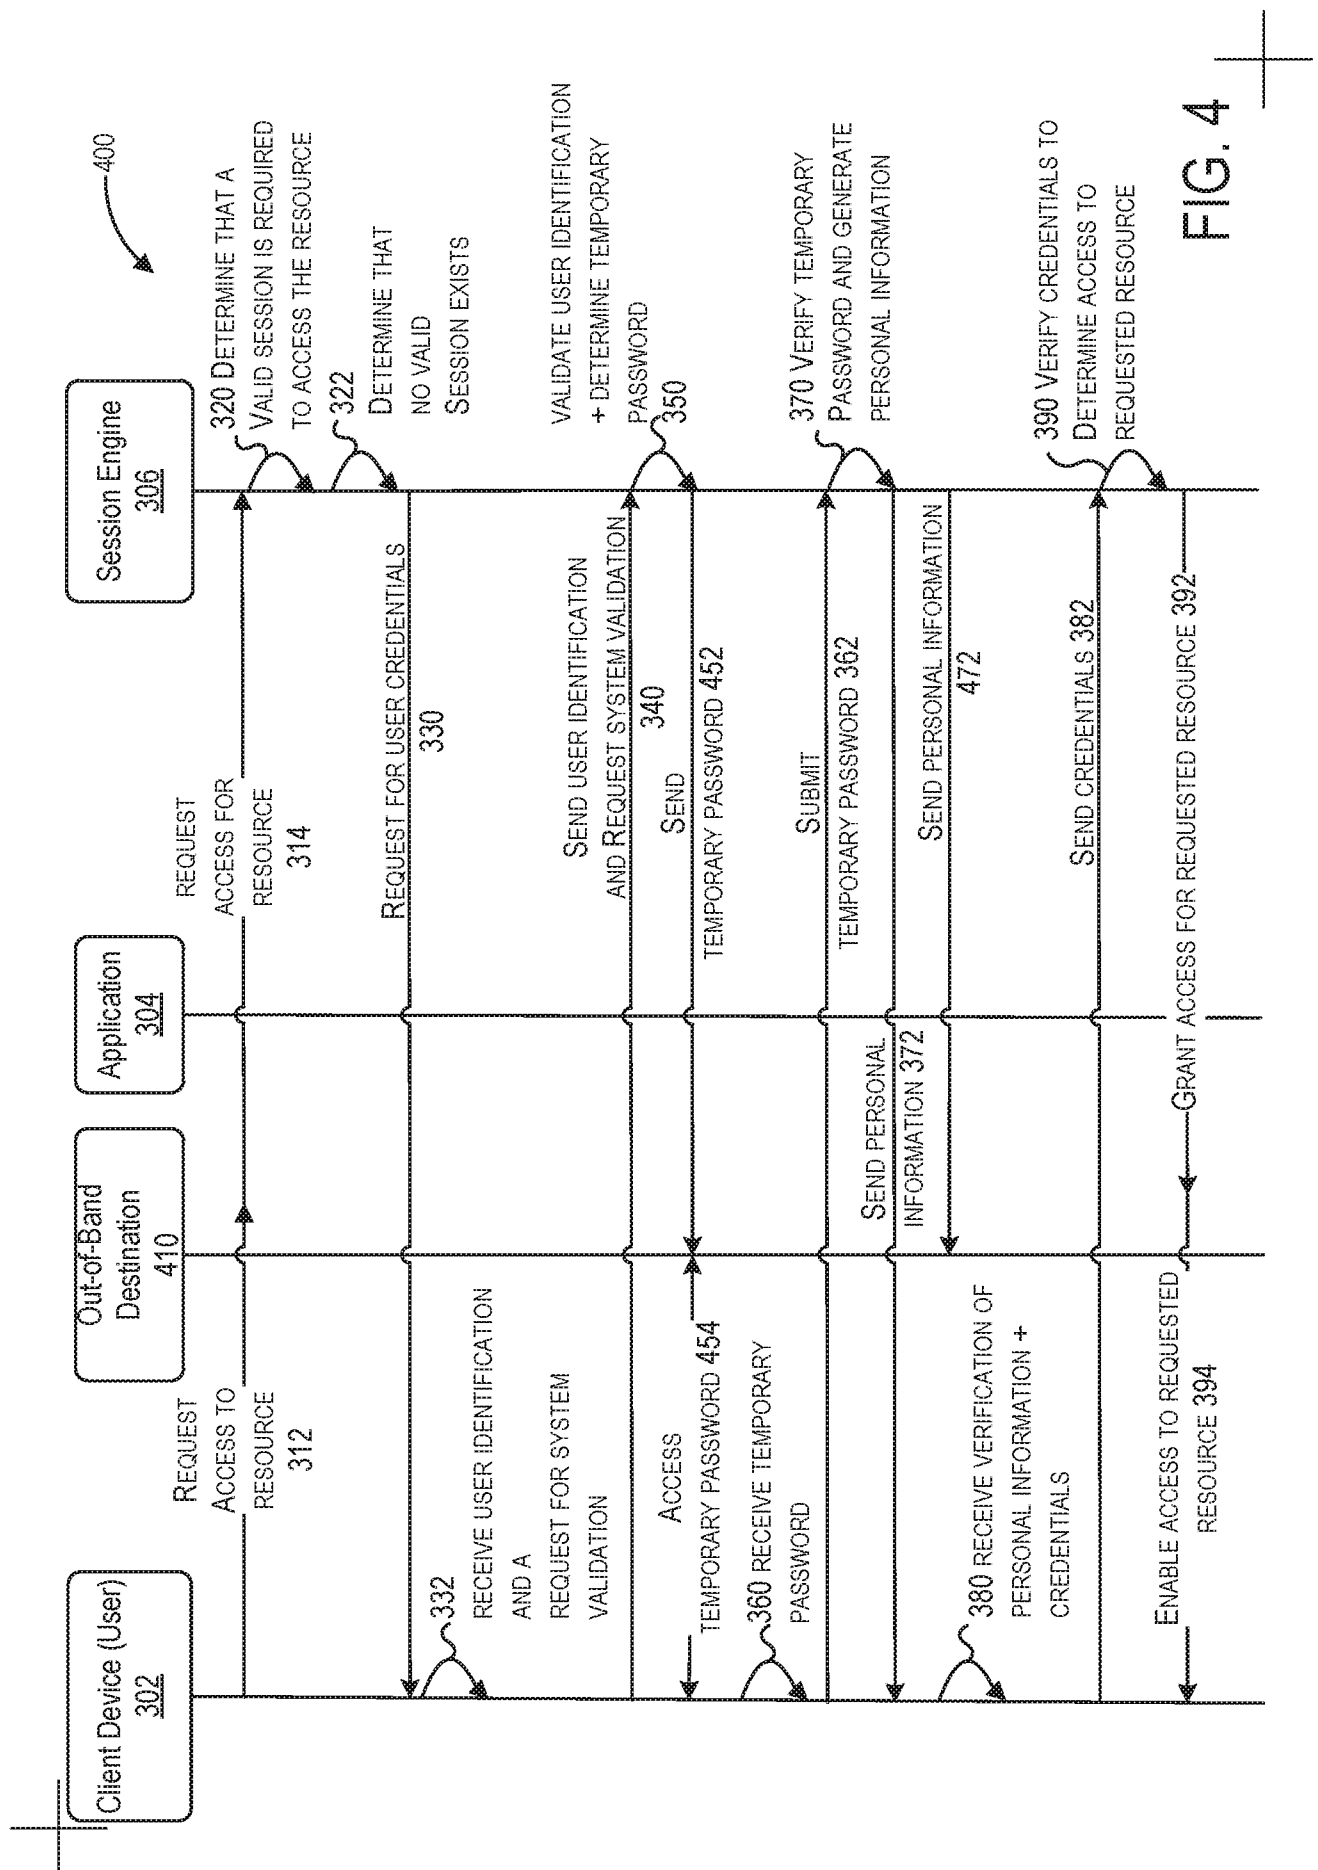 400
Client Device (User)
302
Out-of-Band
Destination
410
Application
304
Session Engine
306
REQUEST
ACCESS TO
RESOURCE
312
REQUEST
ACCESS FOR
RESOURCE
314
320 DETERMINE THAT A
VALID SESSION IS REQUIRED
TO ACCESS THE RESOURCE
322
DETERMINE THAT
NO VALID
SESSION EXISTS
REQUEST FOR USER CREDENTIALS
330
332
RECEIVE USER IDENTIFICATION
AND A
REQUEST FOR SYSTEM
VALIDATION
SEND USER IDENTIFICATION
AND REQUEST SYSTEM VALIDATION
340
VALIDATE USER IDENTIFICATION
+ DETERMINE TEMPORARY
PASSWORD
350
SEND
TEMPORARY PASSWORD 452
ACCESS
TEMPORARY PASSWORD 454
360 RECEIVE TEMPORARY
PASSWORD
SUBMIT
TEMPORARY PASSWORD 362
370 VERIFY TEMPORARY
PASSWORD AND GENERATE
PERSONAL INFORMATION
SEND PERSONAL
INFORMATION 372
SEND PERSONAL INFORMATION
472
380 RECEIVE VERIFICATION OF
PERSONAL INFORMATION +
CREDENTIALS
SEND CREDENTIALS 382
390 VERIFY CREDENTIALS TO
DETERMINE ACCESS TO
REQUESTED RESOURCE
GRANT ACCESS FOR REQUESTED RESOURCE 392
ENABLE ACCESS TO REQUESTED
RESOURCE 394
FIG. 4